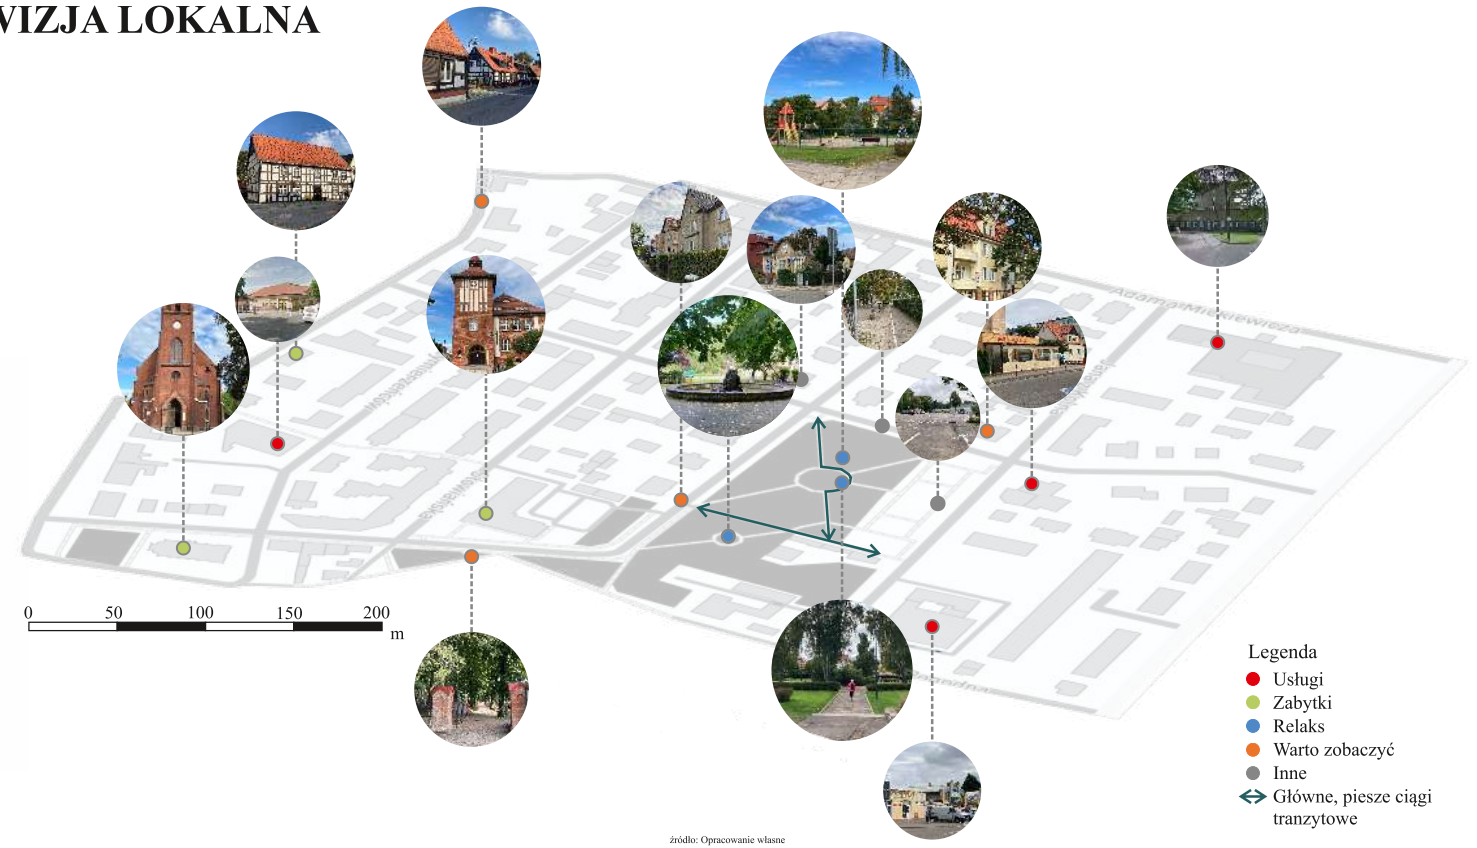 WIZJA LOKALNA
Adama Mickiewicza
0 50 100 150 200
m
Legenda
Usługi
Zabytki
Relaks
Warto zobaczyć
Inne
Główne, piesze ciągi
tranzytowe
źródło: Opracowanie własne